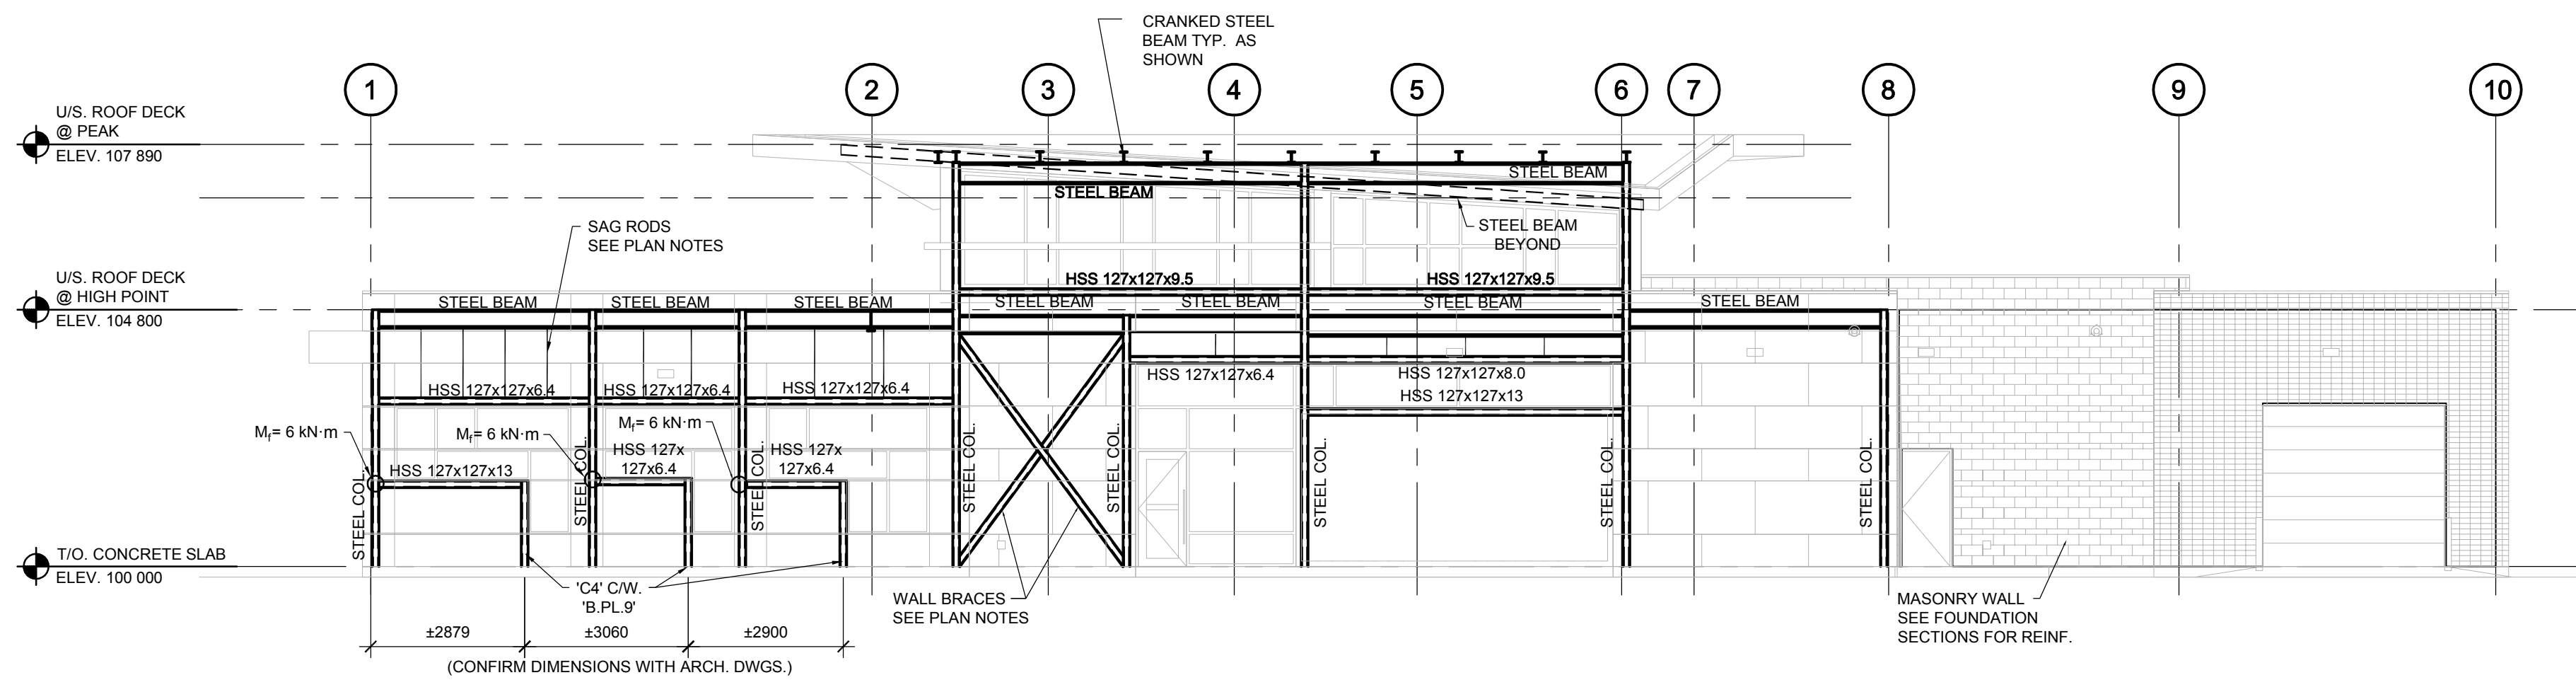 CRANKED STEEL
BEAM TYP. AS
SHOWN
1
2
3
4
5
6
7
8
9
10
U/S. ROOF DECK
@ PEAK
ELEV. 107 890
STEEL BEAM
STEEL BEAM
SAG RODS
SEE PLAN NOTES
STEEL BEAM
BEYOND
U/S. ROOF DECK
@ HIGH POINT
ELEV. 104 800
HSS 127x127x9.5
HSS 127x127x9.5
STEEL BEAM
STEEL BEAM
STEEL BEAM
STEEL BEAM
STEEL BEAM
STEEL BEAM
STEEL BEAM
HSS 127x127x6.4
HSS 127x127x6.4
HSS 127x127x6.4
HSS 127x127x6.4
HSS 127x127x8.0
HSS 127x127x13
Mf= 6 kN·m
Mf= 6 kN·m
Mf= 6 kN·m
HSS 127x127x13
HSS 127x
127x6.4
HSS 127x
127x6.4
STEEL COL.
STEEL COL.
STEEL COL.
STEEL COL.
STEEL COL.
STEEL COL.
STEEL COL.
STEEL COL.
T/O. CONCRETE SLAB
ELEV. 100 000
'C4' C/W.
'B.PL.9'
WALL BRACES
SEE PLAN NOTES
MASONRY WALL
SEE FOUNDATION
SECTIONS FOR REINF.
±2879
±3060
±2900
(CONFIRM DIMENSIONS WITH ARCH. DWGS.)